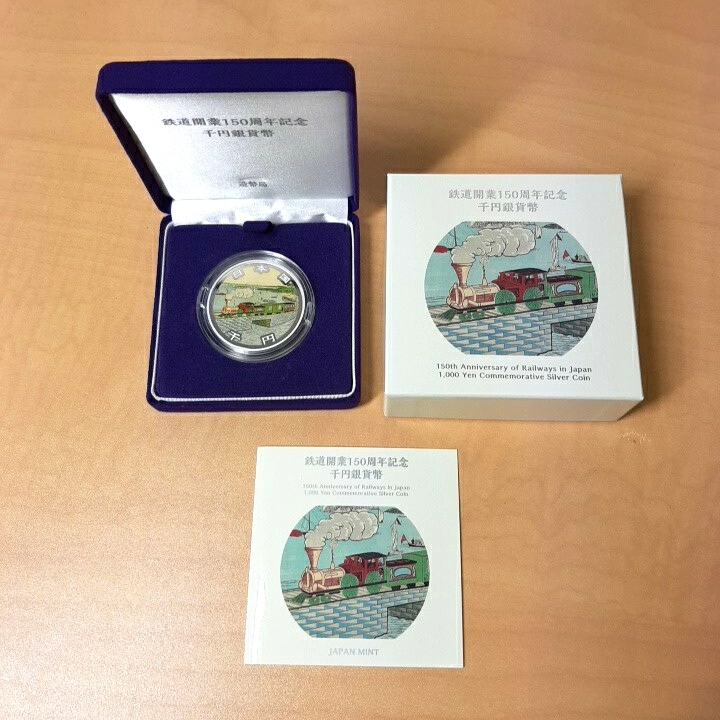 鉄道開業150周年記念
千円銀貨幣
造幣局
日本国
千円
鉄道開業150周年記念
千円銀貨幣
150th Anniversary of Railways in Japan
1,000 Yen Commemorative Silver Coin
鉄道開業150周年記念
千円銀貨幣
150th Anniversary of Railways in Japan
1,000 Yen Commemorative Silver Coin
JAPAN MINT